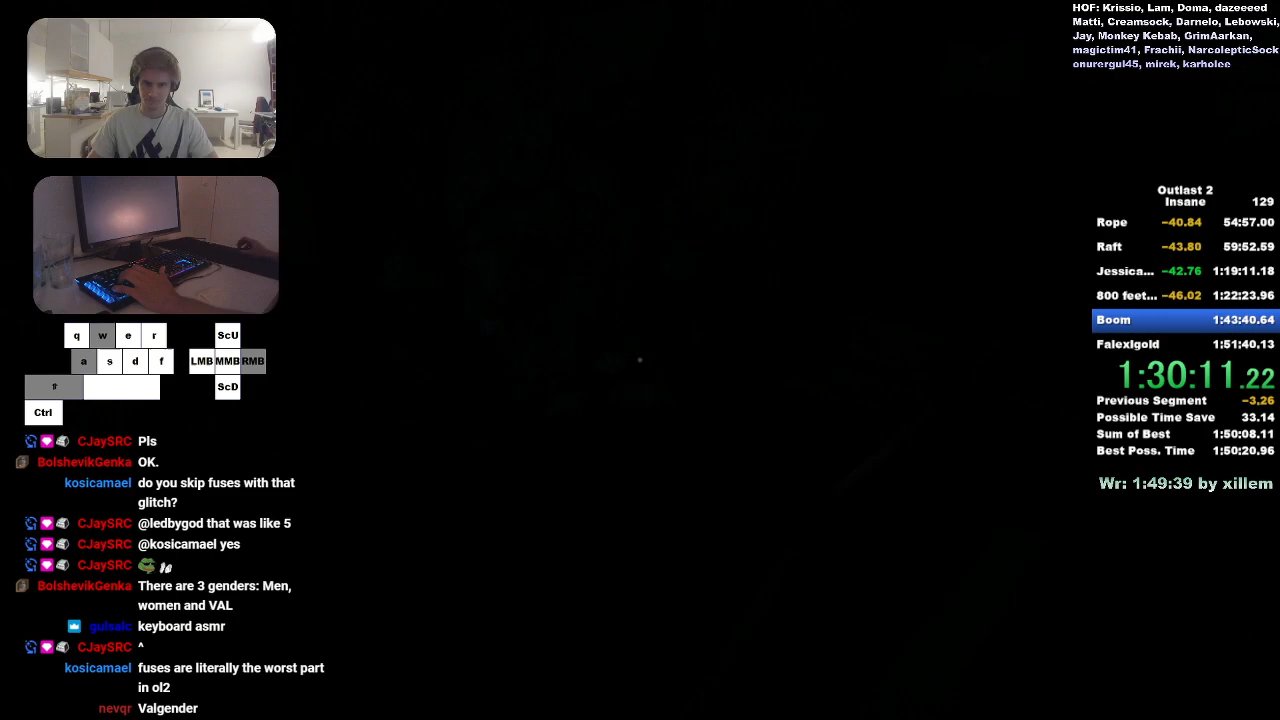 HOF: Krissio, Lam, Doma, dazeeeed
Matti, Creamsock, Darnelo, Lebowski,
Jay, Monkey Kebab, GrimAarkan,
magictim41, Frachii, NarcolepticSock
onurergul45, mirek, karholee
Outlast 2
Insane 129
Rope −40.84 54:57.00
Raft −43.80 59:52.59
Jessica... −42.76 1:19:11.18
800 feet... −46.02 1:22:23.96
Boom 1:43:40.64
Falexlgold 1:51:40.13
1:30:11.22
Previous Segment −3.26
Possible Time Save 33.14
Sum of Best 1:50:08.11
Best Poss. Time 1:50:20.96
Wr: 1:49:39 by xillem
q w e r ScU
a s d f LMB MMB RMB
⇧ ScD
Ctrl
CJaySRC Pls
BolshevikGenka OK.
kosicamael do you skip fuses with that
glitch?
CJaySRC @ledbygod that was like 5
CJaySRC @kosicamael yes
CJaySRC
BolshevikGenka There are 3 genders: Men,
women and VAL
guisalc keyboard asmr
CJaySRC ^
kosicamael fuses are literally the worst part
in ol2
nevqr Valgender